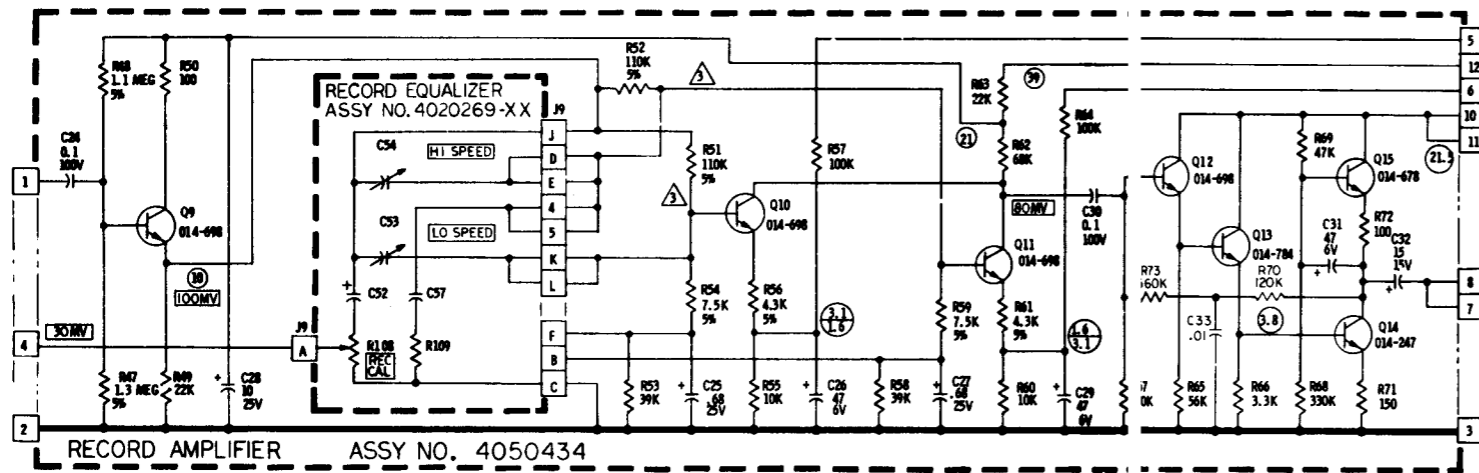 R48
1.1 MEG
5%
R50
100
C24
0.1
100V
1
Q9
014-698
10
100MV
30MV
4
R47
1.3 MEG
5%
R49
22K
C28
10
25V
2
RECORD AMPLIFIER
ASSY NO. 4050434
RECORD EQUALIZER
ASSY NO. 4020269-XX
C54
HI SPEED
C53
LO SPEED
C52
C57
J9
A
R108
REC
CAL
R109
J9
J
D
E
4
5
K
L
F
B
C
R52
110K
5%
3
R51
110K
5%
3
Q10
014-698
R54
7.5K
5%
R56
4.3K
5%
R53
39K
C25
.68
25V
R55
10K
R57
100K
3.1
1.6
C26
47
6V
R58
39K
R59
7.5K
5%
C27
.68
25V
R63
22K
39
21
R62
68K
80MV
Q11
014-698
R61
4.3K
5%
R60
10K
R64
100K
C30
0.1
100V
1.6
3.1
C29
47
6V
Q12
014-698
Q13
014-784
R73
R70
120K
C33
.01
3.8
R65
56K
R66
3.3K
R68
330K
R69
47K
C31
47
6V
Q15
014-678
R72
100
C32
15
15V
Q14
014-247
R71
150
21.5
5
12
6
10
11
8
7
3